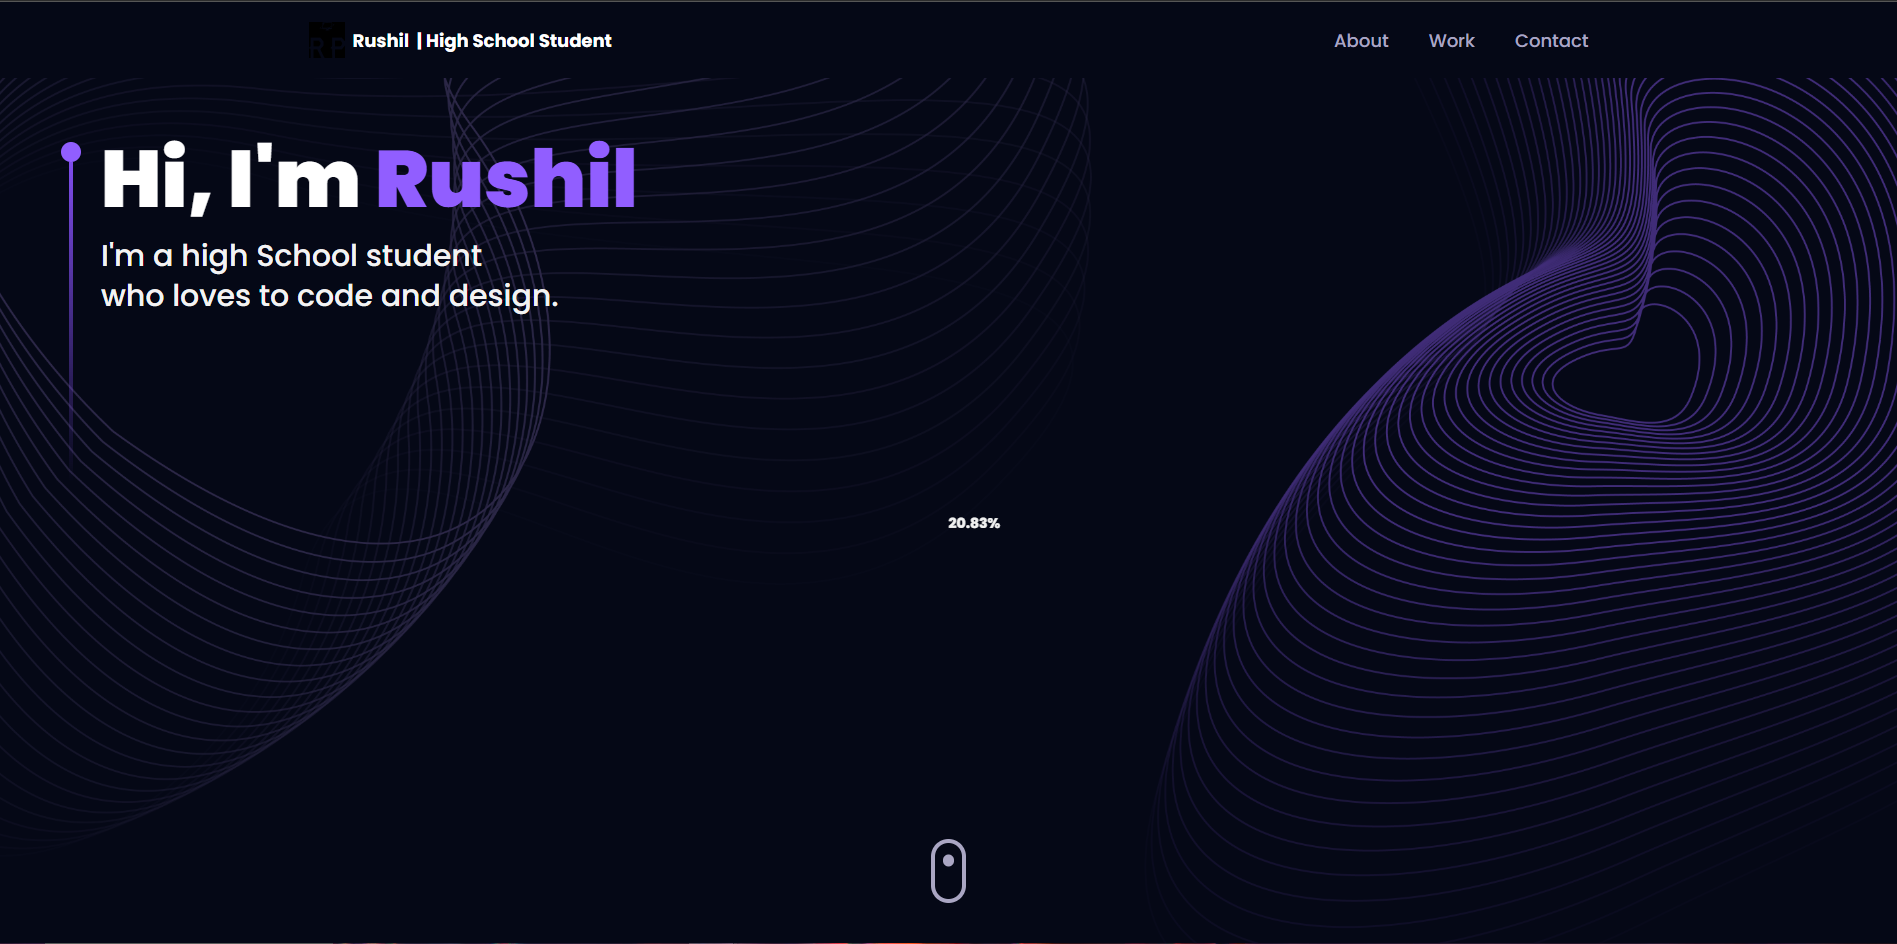 RP
Rushil | High School Student
About Work Contact
Hi, I'm Rushil
I'm a high School student
who loves to code and design.
20.83%